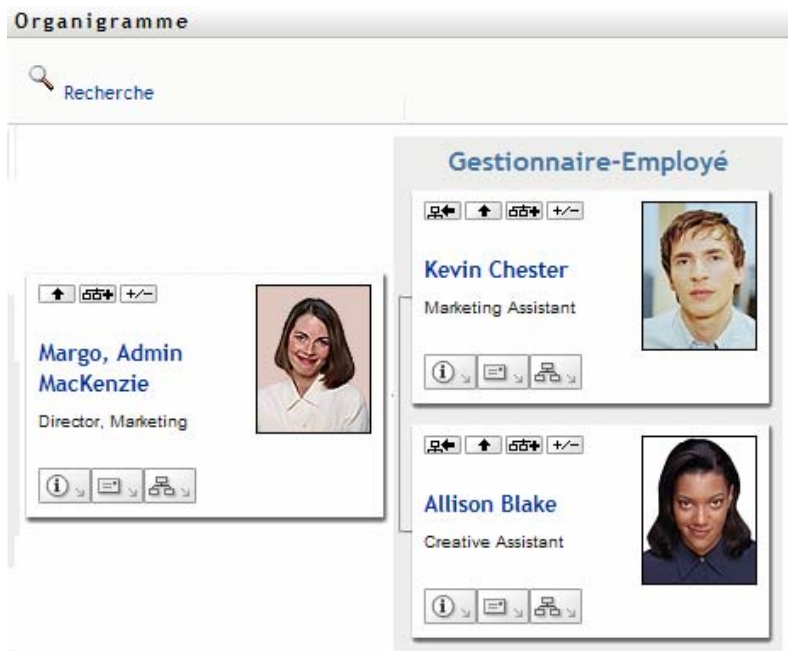 Organigramme
Recherche
Gestionnaire-Employé
+/-
Kevin Chester
Marketing Assistant
+/-
Margo, Admin
MacKenzie
Director, Marketing
+/-
Allison Blake
Creative Assistant